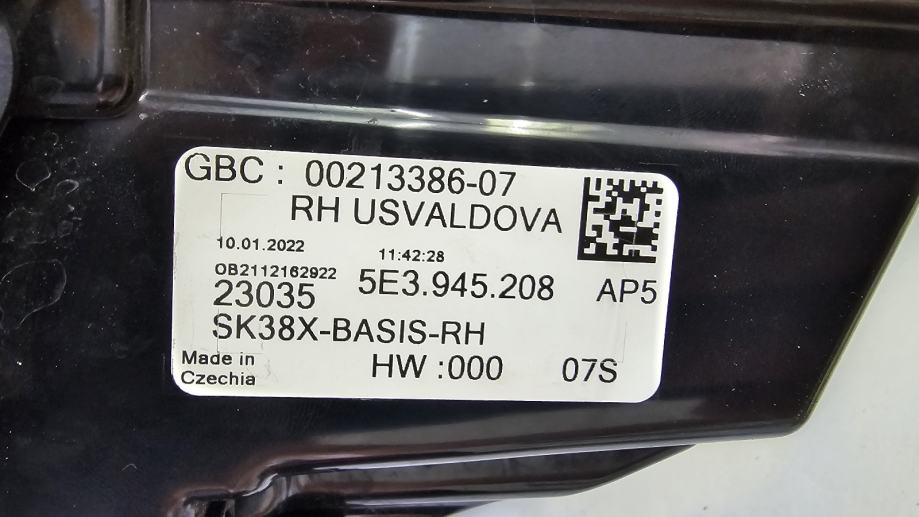 GBC : 00213386-07
RH USVALDOVA
10.01.2022 11:42:28
OB2112162922
23035 5E3.945.208 AP5
SK38X-BASIS-RH
Made in HW :000 07S
Czechia